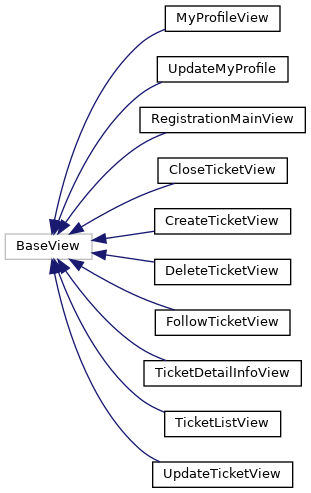 MyProfileView
UpdateMyProfile
RegistrationMainView
CloseTicketView
CreateTicketView
BaseView
DeleteTicketView
FollowTicketView
TicketDetailInfoView
TicketListView
UpdateTicketView